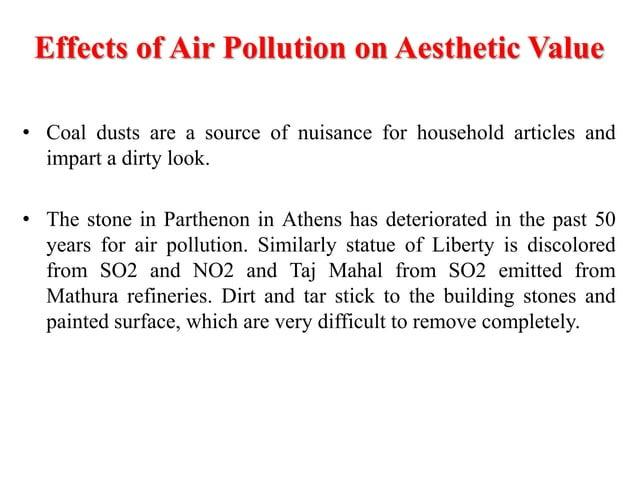 Effects of Air Pollution on Aesthetic Value
• Coal dusts are a source of nuisance for household articles and
impart a dirty look.
• The stone in Parthenon in Athens has deteriorated in the past 50
years for air pollution. Similarly statue of Liberty is discolored
from SO2 and NO2 and Taj Mahal from SO2 emitted from
Mathura refineries. Dirt and tar stick to the building stones and
painted surface, which are very difficult to remove completely.